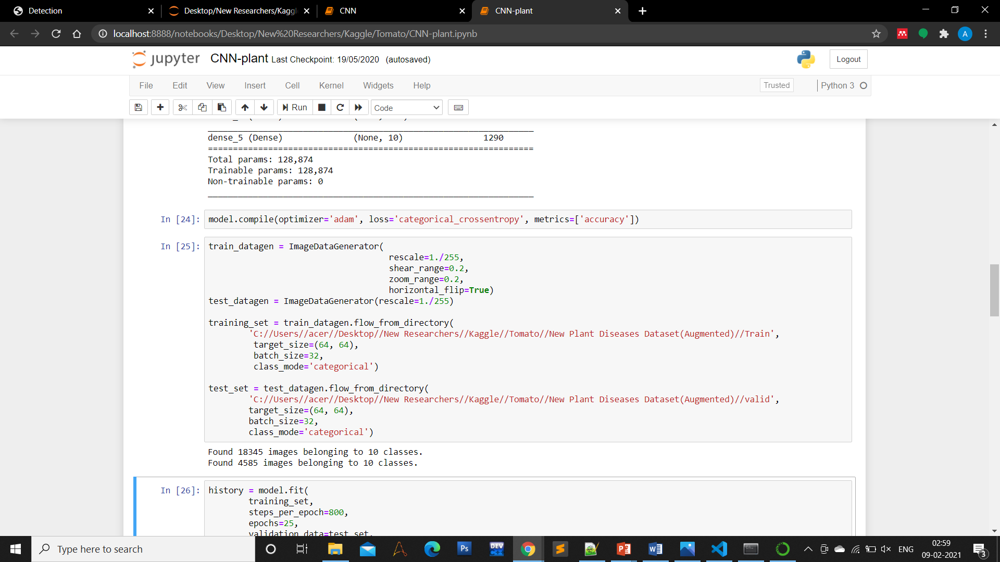 Detection
Desktop/New Researchers/Kaggl
CNN
CNN-plant
localhost:8888/notebooks/Desktop/New%20Researchers/Kaggle/Tomato/CNN-plant.ipynb
A
jupyter CNN-plant Last Checkpoint: 19/05/2020 (autosaved)
Logout
File Edit View Insert Cell Kernel Widgets Help
Trusted
Python 3
Run
Code
dense_5 (Dense) (None, 10) 1290
=================================================================
Total params: 128,874
Trainable params: 128,874
Non-trainable params: 0
_________________________________________________________________
In [24]: model.compile(optimizer='adam', loss='categorical_crossentropy', metrics=['accuracy'])
In [25]: train_datagen = ImageDataGenerator(
rescale=1./255,
shear_range=0.2,
zoom_range=0.2,
horizontal_flip=True)
test_datagen = ImageDataGenerator(rescale=1./255)
training_set = train_datagen.flow_from_directory(
'C://Users//acer//Desktop//New Researchers//Kaggle//Tomato//New Plant Diseases Dataset(Augmented)//Train',
target_size=(64, 64),
batch_size=32,
class_mode='categorical')
test_set = test_datagen.flow_from_directory(
'C://Users//acer//Desktop//New Researchers//Kaggle//Tomato//New Plant Diseases Dataset(Augmented)//valid',
target_size=(64, 64),
batch_size=32,
class_mode='categorical')
Found 18345 images belonging to 10 classes.
Found 4585 images belonging to 10 classes.
In [26]: history = model.fit(
training_set,
steps_per_epoch=800,
epochs=25,
validation_data=test_set,
Type here to search
Ps
DEV
ENG
02:59
09-02-2021
3